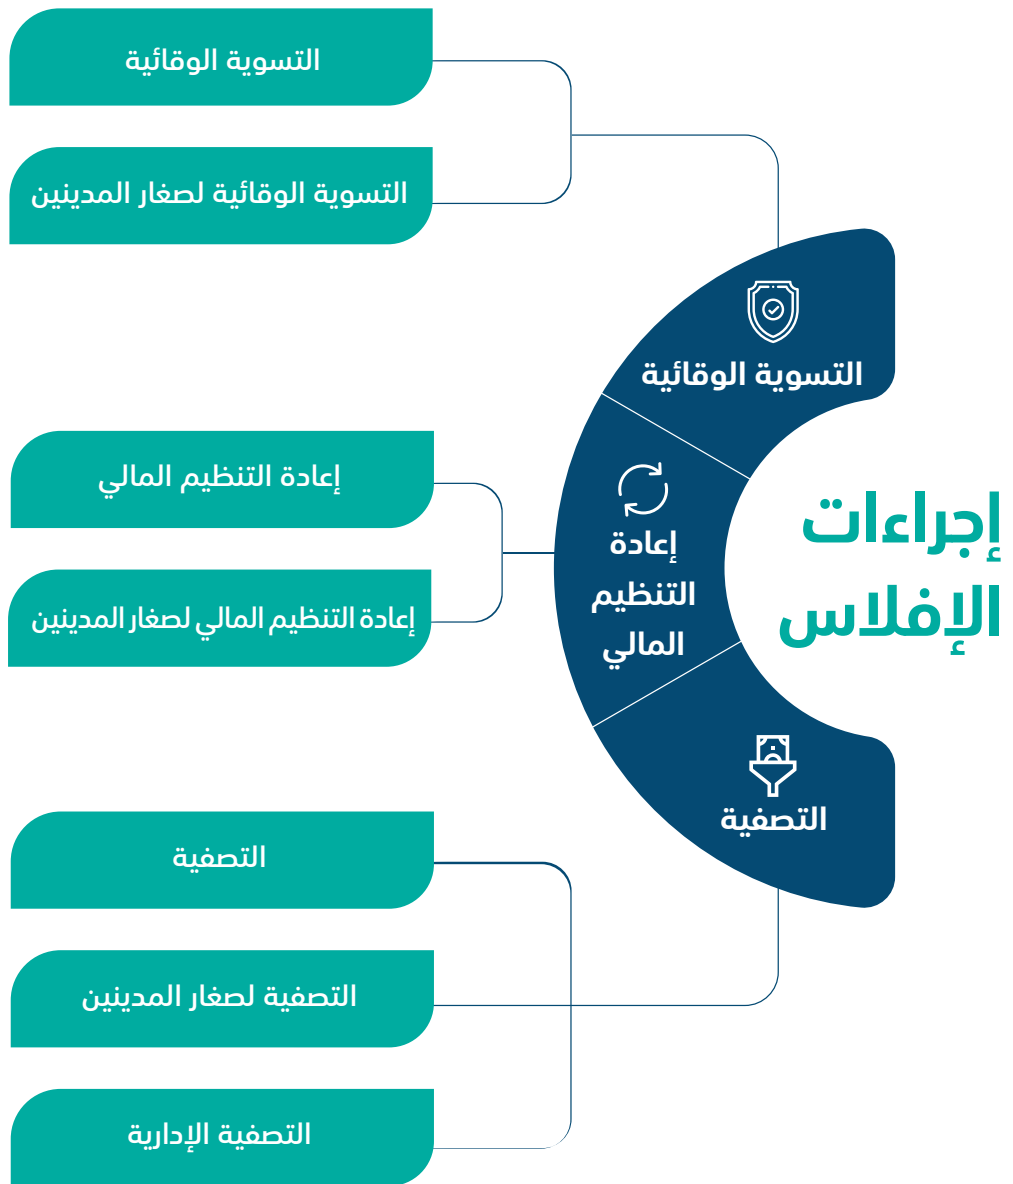 إجراءات
الإفلاس
التسوية الوقائية
التسوية الوقائية
التسوية الوقائية لصغار المدينين
إعادة
التنظيم
المالي
إعادة التنظيم المالي
إعادة التنظيم المالي لصغار المدينين
التصفية
التصفية
التصفية لصغار المدينين
التصفية الإدارية